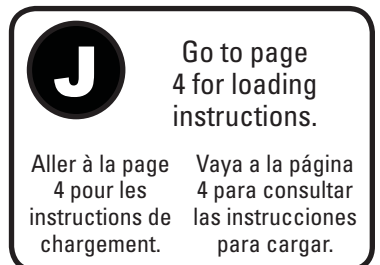 J
Go to page
4 for loading
instructions.
Aller à la page
4 pour les
instructions de
chargement.
Vaya a la página
4 para consultar
las instrucciones
para cargar.